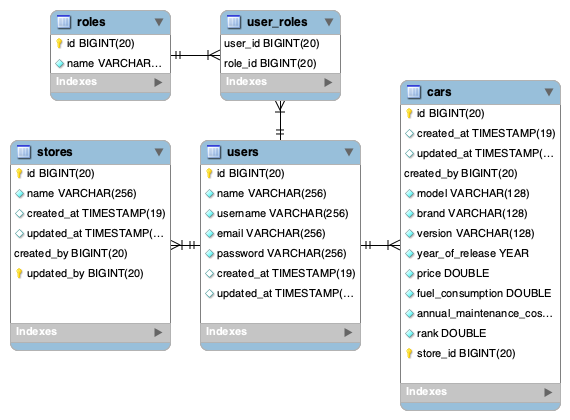 roles
id BIGINT(20)
name VARCHAR...
Indexes
user_roles
user_id BIGINT(20)
role_id BIGINT(20)
Indexes
stores
id BIGINT(20)
name VARCHAR(256)
created_at TIMESTAMP(19)
updated_at TIMESTAMP(...
created_by BIGINT(20)
updated_by BIGINT(20)
Indexes
users
id BIGINT(20)
name VARCHAR(256)
username VARCHAR(256)
email VARCHAR(256)
password VARCHAR(256)
created_at TIMESTAMP(19)
updated_at TIMESTAMP(...
Indexes
cars
id BIGINT(20)
created_at TIMESTAMP(19)
updated_at TIMESTAMP(...
created_by BIGINT(20)
model VARCHAR(128)
brand VARCHAR(128)
version VARCHAR(128)
year_of_release YEAR
price DOUBLE
fuel_consumption DOUBLE
annual_maintenance_cos...
rank DOUBLE
store_id BIGINT(20)
Indexes